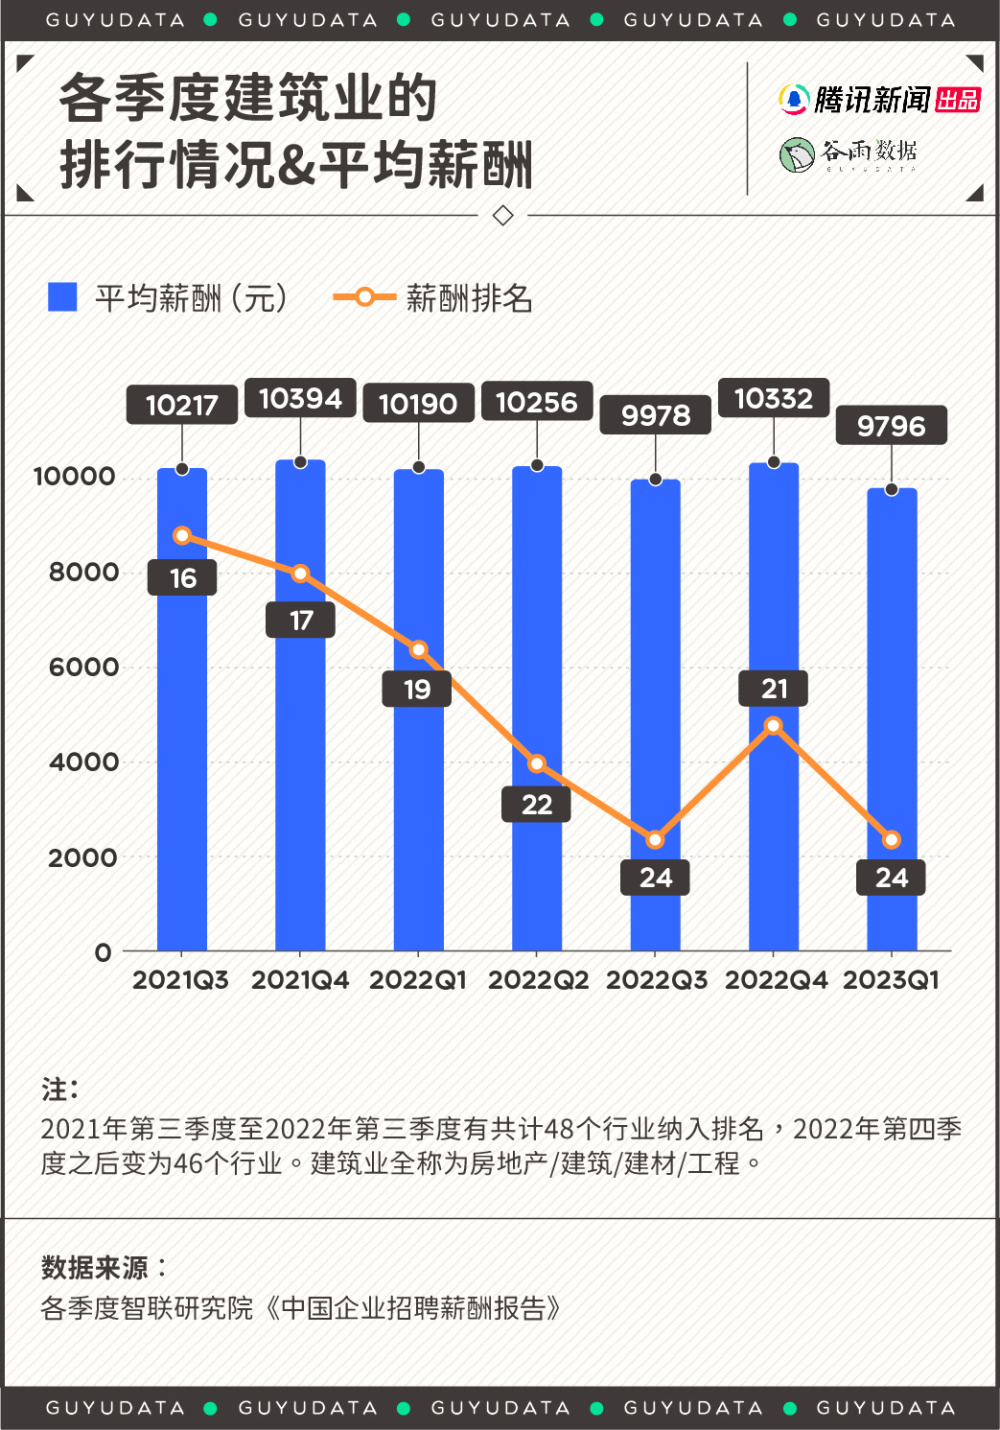 GUYUDATA ● GUYUDATA ● GUYUDATA ● GUYUDATA ● GUYUDATA
各季度建筑业的
排行情况&平均薪酬
腾讯新闻 出品
谷雨数据
GUYUDATA
平均薪酬（元） 薪酬排名
10217 10394 10190 10256 9978 10332 9796
10000
8000
6000
4000
2000
0
16 17 19 22 24 21 24
2021Q3 2021Q4 2022Q1 2022Q2 2022Q3 2022Q4 2023Q1
注：
2021年第三季度至2022年第三季度有共计48个行业纳入排名，2022年第四季
度之后变为46个行业。建筑业全称为房地产/建筑/建材/工程。
数据来源：
各季度智联研究院《中国企业招聘薪酬报告》
GUYUDATA ● GUYUDATA ● GUYUDATA ● GUYUDATA ● GUYUDATA